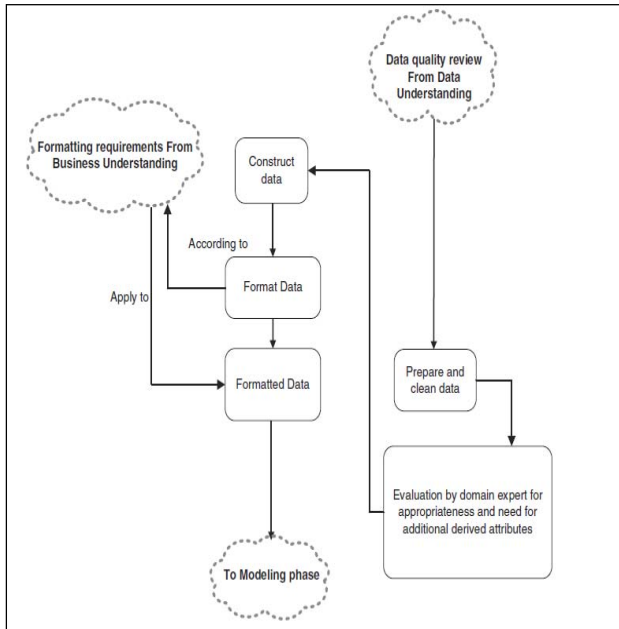 Data quality review
From Data
Understanding
Formatting requirements From
Business Understanding
Construct
data
According to
Format Data
Apply to
Formatted Data
Prepare and
clean data
Evaluation by domain expert for
appropriateness and need for
additional derived attributes
To Modeling phase